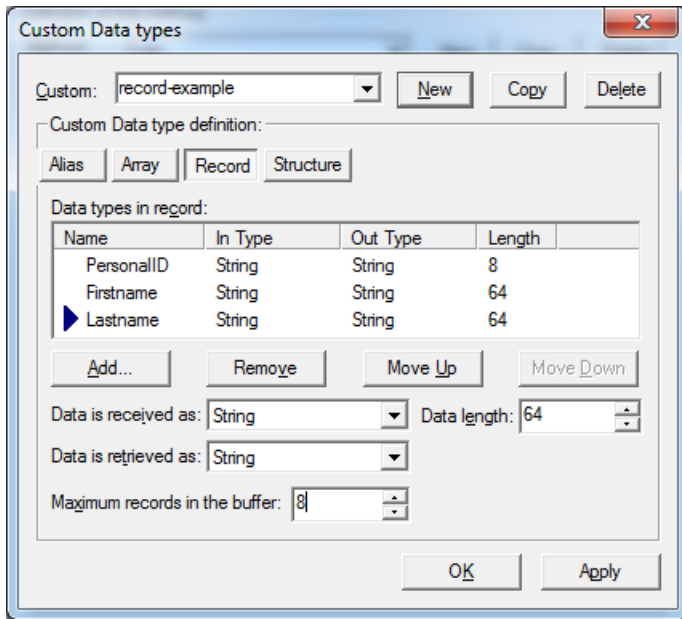 Custom Data types
Custom: record-example New Copy Delete
Custom Data type definition:
Alias Array Record Structure
Data types in record:
Name In Type Out Type Length
PersonalID String String 8
Firstname String String 64
Lastname String String 64
Add... Remove Move Up Move Down
Data is received as: String Data length: 64
Data is retrieved as: String
Maximum records in the buffer: 8
OK Apply